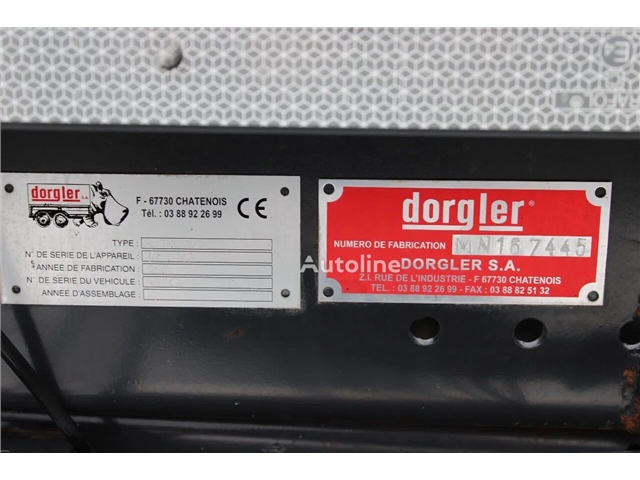 dorgler S.A.
F - 67730 CHATENOIS
Tél. : 03 88 92 26 99
CE
TYPE :
N° DE SERIE DE L'APPAREIL :
ANNEE DE FABRICATION :
N° DE SERIE DU VEHICULE :
ANNEE D'ASSEMBLAGE :
dorgler®
NUMERO DE FABRICATION MN167445
DORGLER S.A.
Z.I. RUE DE L'INDUSTRIE - F 67730 CHATENOIS
TEL. : 03 88 92 26 99 - FAX : 03 88 82 51 32
Autoline